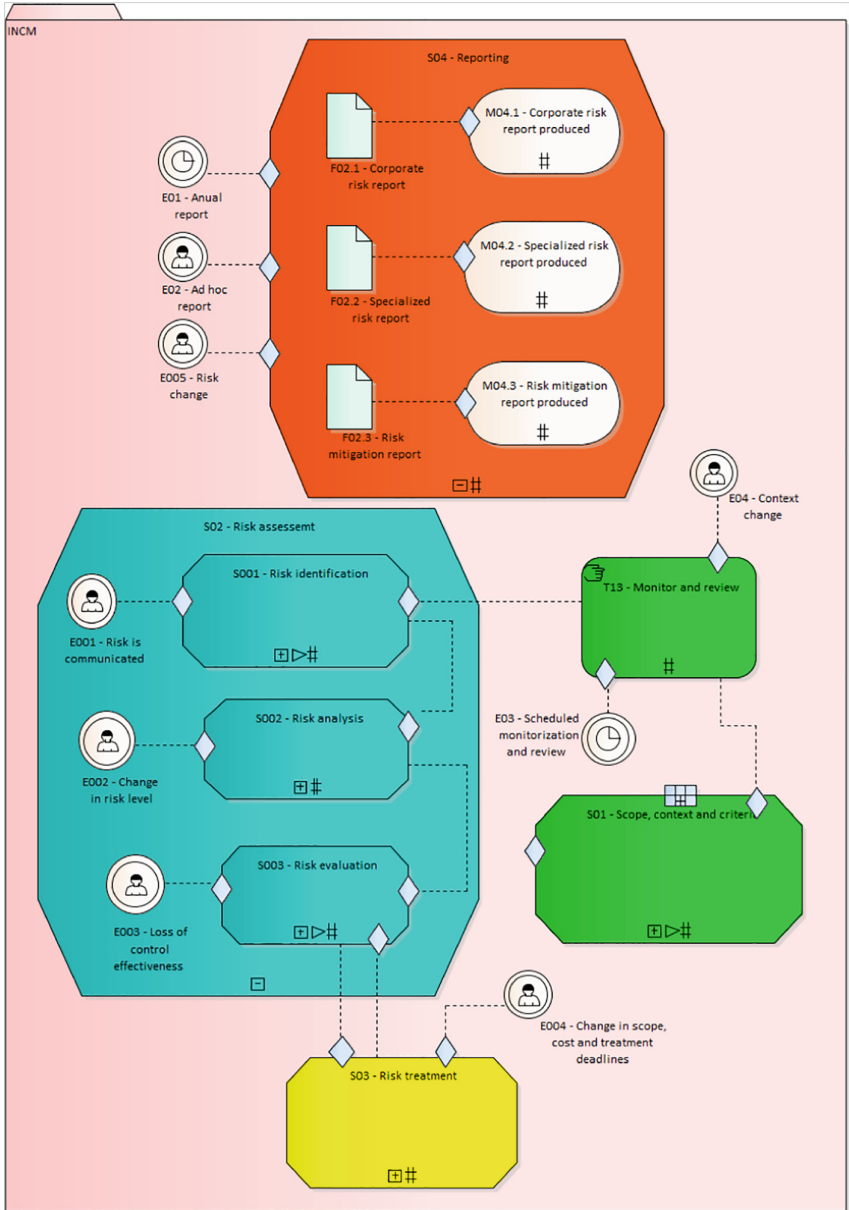 INCM
S04 - Reporting
M04.1 - Corporate risk
report produced
F02.1 - Corporate
risk report
E01 - Anual
report
M04.2 - Specialized risk
report produced
E02 - Ad hoc
report
F02.2 - Specialized
risk report
E005 - Risk
change
M04.3 - Risk mitigation
report produced
F02.3 - Risk
mitigation report
E04 - Context
change
S02 - Risk assessemt
S001 - Risk identification
T13 - Monitor and review
E001 - Risk is
communicated
S002 - Risk analysis
E03 - Scheduled
monitorization
and review
E002 - Change
in risk level
S01 - Scope, context and criteria
S003 - Risk evaluation
E003 - Loss of
control
effectiveness
E004 - Change in scope,
cost and treatment
deadlines
S03 - Risk treatment